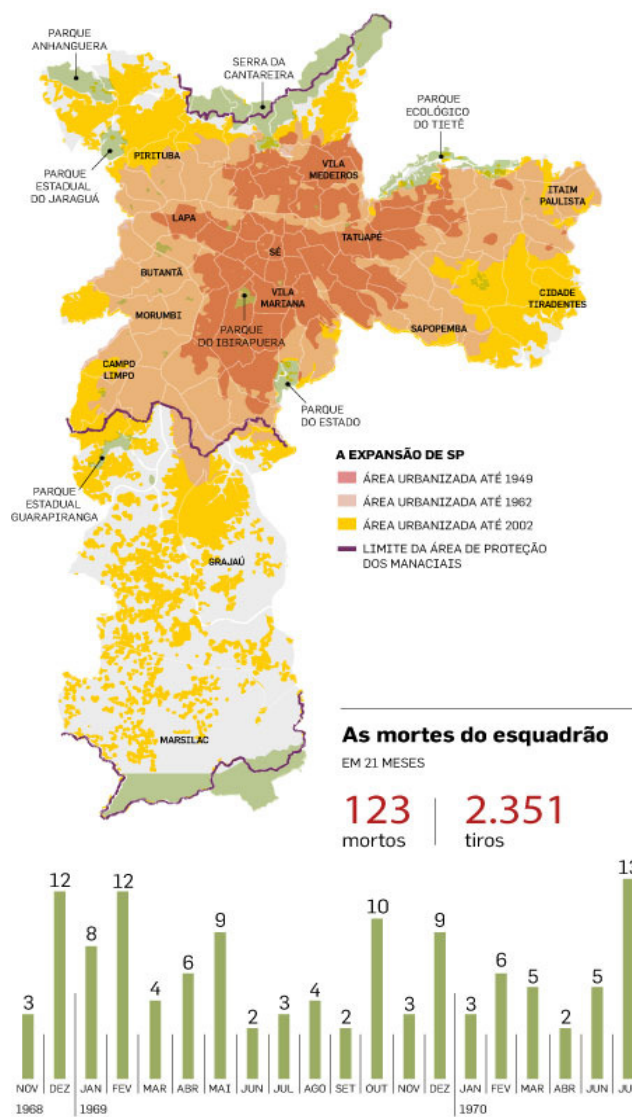 PARQUE
ANHANGUERA
SERRA DA
CANTAREIRA
PARQUE
ECOLÓGICO
DO TIETÊ
PIRITUBA
VILA
MEDEIROS
PARQUE
ESTADUAL
DO JARAGUÁ
ITAIM
PAULISTA
LAPA
TATUAPÉ
SÉ
BUTANTÃ
VILA
MARIANA
CIDADE
TIRADENTES
MORUMBI
SAPOPEMBA
PARQUE
DO IBIRAPUERA
CAMPO
LIMPO
PARQUE
DO ESTADO
PARQUE
ESTADUAL
GUARAPIRANGA
A EXPANSÃO DE SP
ÁREA URBANIZADA ATÉ 1949
ÁREA URBANIZADA ATÉ 1962
ÁREA URBANIZADA ATÉ 2002
LIMITE DA ÁREA DE PROTEÇÃO
DOS MANACIAIS
GRAJAÚ
MARSILAC
As mortes do esquadrão
EM 21 MESES
123 2.351
mortos tiros
3 12 8 12 4 6 9 2 3 4 2 10 3 9 3 6 5 2 5 13
NOV DEZ JAN FEV MAR ABR MAI JUN JUL AGO SET OUT NOV DEZ JAN FEV MAR ABR JUN JU
1968 1969 1970